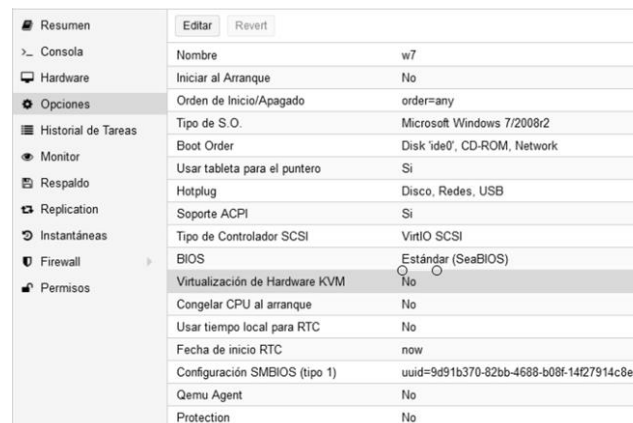 Resumen
>_ Consola
Hardware
Opciones
Historial de Tareas
Monitor
Respaldo
Replication
Instantáneas
Firewall
Permisos
Editar Revert
Nombre w7
Iniciar al Arranque No
Orden de Inicio/Apagado order=any
Tipo de S.O. Microsoft Windows 7/2008r2
Boot Order Disk 'ide0', CD-ROM, Network
Usar tableta para el puntero Si
Hotplug Disco, Redes, USB
Soporte ACPI Si
Tipo de Controlador SCSI VirtIO SCSI
BIOS Estándar (SeaBIOS)
Virtualización de Hardware KVM No
Congelar CPU al arranque No
Usar tiempo local para RTC No
Fecha de inicio RTC now
Configuración SMBIOS (tipo 1) uuid=9d91b370-82bb-4688-b08f-14f27914c8e
Qemu Agent No
Protection No